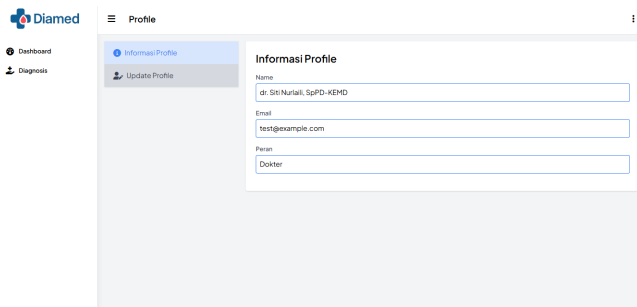 Diamed
Profile
Dashboard
Diagnosis
Informasi Profile
Update Profile
Informasi Profile
Name
dr. Siti Nurlaili, SpPD-KEMD
Email
test@example.com
Peran
Dokter